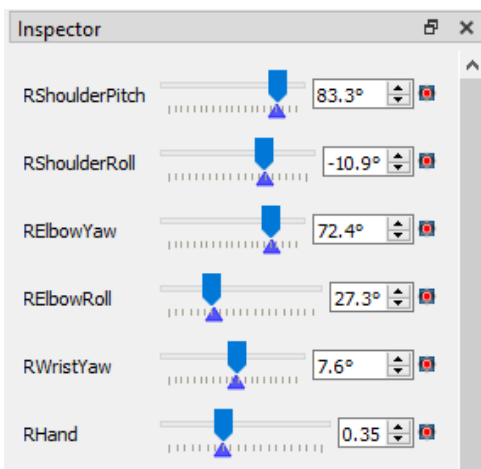 Inspector
RShoulderPitch 83.3°
RShoulderRoll -10.9°
RElbowYaw 72.4°
RElbowRoll 27.3°
RWristYaw 7.6°
RHand 0.35